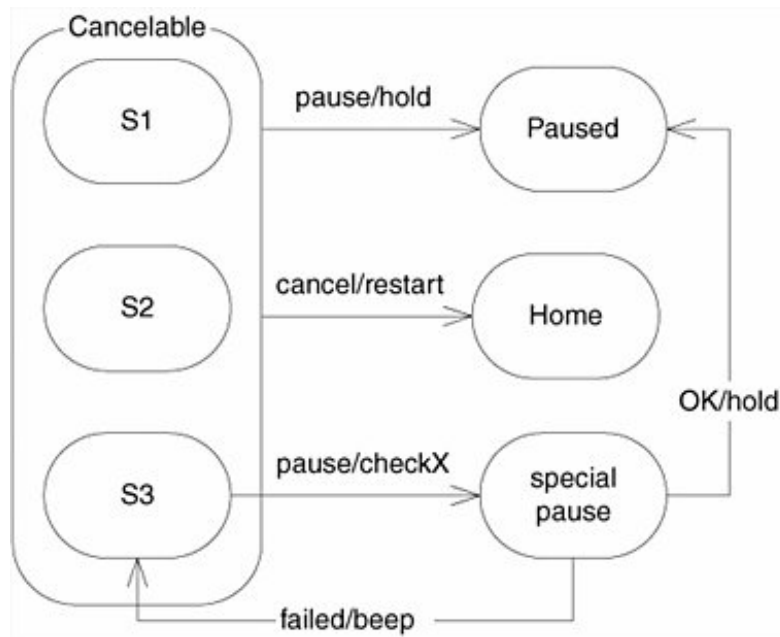 Cancelable
S1
pause/hold
Paused
S2
cancel/restart
Home
OK/hold
S3
pause/checkX
special
pause
failed/beep